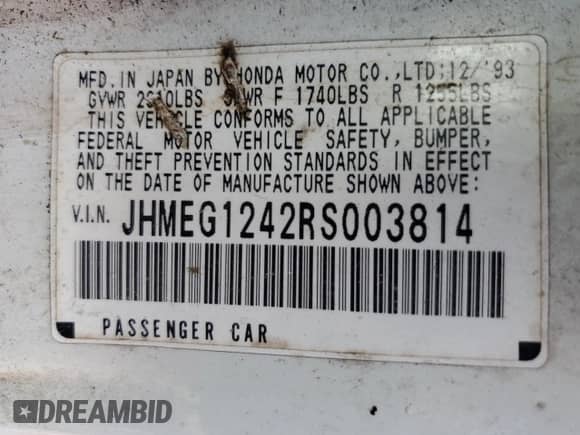 MFD. IN JAPAN BY HONDA MOTOR CO.,LTD:12/'93
GVWR LBS GAWR F 1740LBS R 1255LBS
THIS VEHICLE CONFORMS TO ALL APPLICABLE
FEDERAL MOTOR VEHICLE SAFETY, BUMPER,
AND THEFT PREVENTION STANDARDS IN EFFECT
ON THE DATE OF MANUFACTURE SHOWN ABOVE:
V.I.N. JHMEG1242RS003814
PASSENGER CAR
DREAMBID